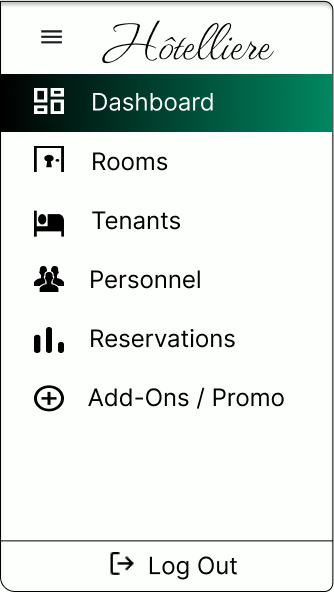 Hôtelliere
Dashboard
Rooms
Tenants
Personnel
Reservations
Add-Ons / Promo
Log Out